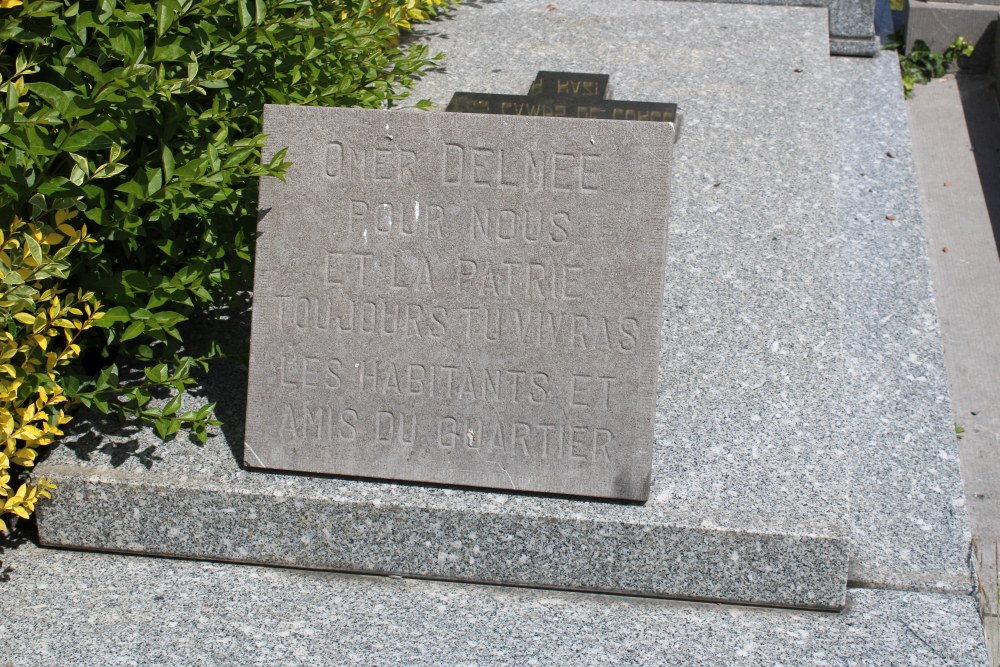 OMER DELMÉE
POUR NOUS
ET LA PATRIE
TOUJOURS TU VIVRAS
LES HABITANTS ET
AMIS DU QUARTIER